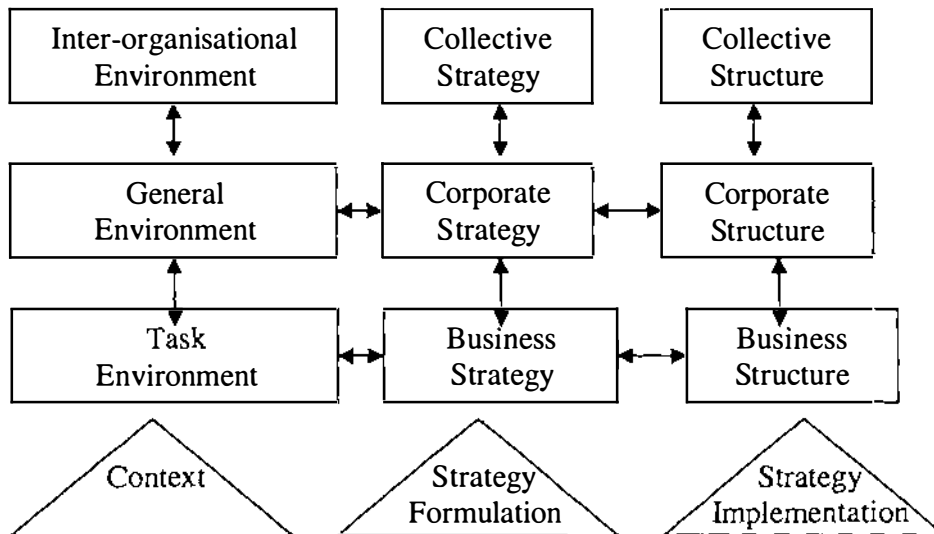 Inter-organisational
Environment
Collective
Strategy
Collective
Structure
General
Environment
Corporate
Strategy
Corporate
Structure
Task
Environment
Business
Strategy
Business
Structure
Context
Strategy
Formulation
Strategy
Implementation